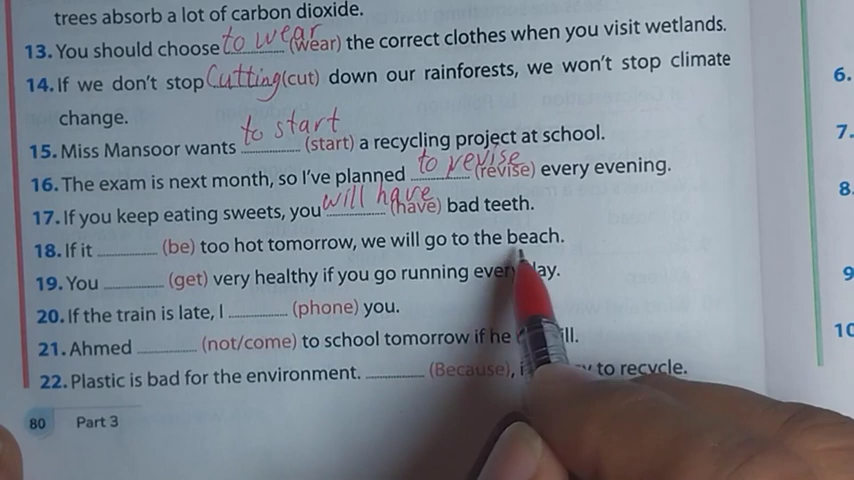 trees absorb a lot of carbon dioxide.
13. You should choose to wear (wear) the correct clothes when you visit wetlands.
14. If we don't stop Cutting (cut) down our rainforests, we won't stop climate
change.
15. Miss Mansoor wants to start (start) a recycling project at school.
16. The exam is next month, so I've planned to revise (revise) every evening.
17. If you keep eating sweets, you will have (have) bad teeth.
18. If it ............ (be) too hot tomorrow, we will go to the beach.
19. You ............ (get) very healthy if you go running every
20. If the train is late, I ............ (phone) you.
21. Ahmed ............ (not/come) to school tomorrow if he ill.
22. Plastic is bad for the environment. ............ (Because), to recycle.
80 Part 3
6.
7.
8.
9
10